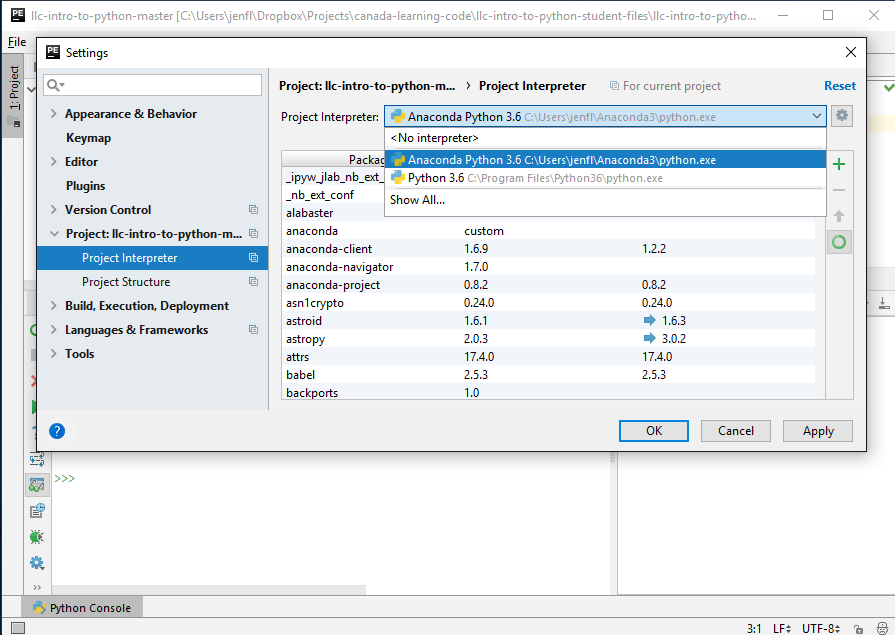 PE llc-intro-to-python-master [C:\Users\jenfl\Dropbox\Projects\canada-learning-code\llc-intro-to-python-student-files\llc-intro-to-pytho...
File
1: Project
PE Settings
Project: llc-intro-to-python-m... › Project Interpreter For current project Reset
Appearance & Behavior
Keymap
Editor
Plugins
Version Control
Project: llc-intro-to-python-m...
Project Interpreter
Project Structure
Build, Execution, Deployment
Languages & Frameworks
Tools
Project Interpreter: Anaconda Python 3.6 C:\Users\jenfl\Anaconda3\python.exe
<No interpreter>
Anaconda Python 3.6 C:\Users\jenfl\Anaconda3\python.exe
Python 3.6 C:\Program Files\Python36\python.exe
Show All...
Packag
_ipyw_jlab_nb_ext_
_nb_ext_conf
alabaster
anaconda custom
anaconda-client 1.6.9 1.2.2
anaconda-navigator 1.7.0
anaconda-project 0.8.2 0.8.2
asn1crypto 0.24.0 0.24.0
astroid 1.6.1 1.6.3
astropy 2.0.3 3.0.2
attrs 17.4.0 17.4.0
babel 2.5.3 2.5.3
backports 1.0
? OK Cancel Apply
>>>
Python Console
3:1 LF UTF-8